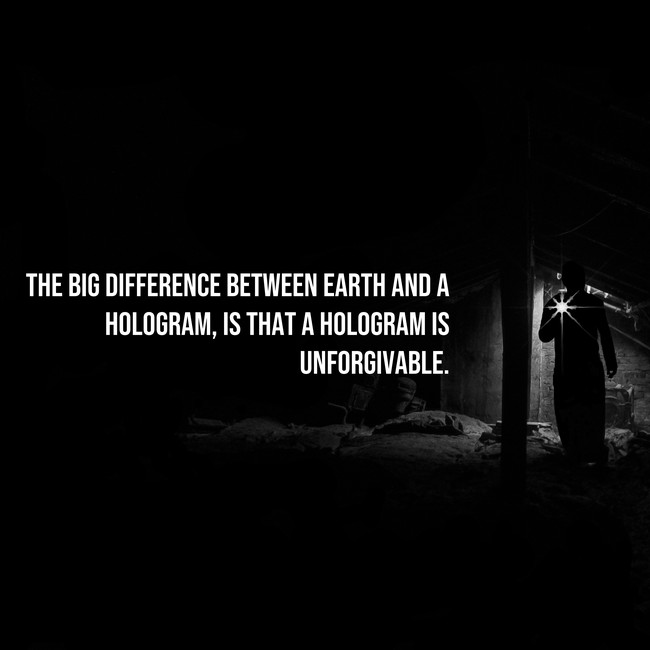 THE BIG DIFFERENCE BETWEEN EARTH AND A
HOLOGRAM, IS THAT A HOLOGRAM IS
UNFORGIVABLE.